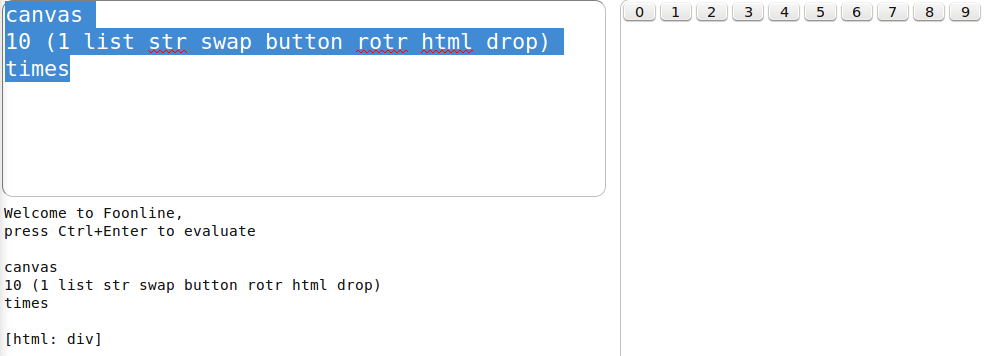 canvas
10 (1 list str swap button rotr html drop)
times
0 1 2 3 4 5 6 7 8 9
Welcome to Foonline,
press Ctrl+Enter to evaluate
canvas
10 (1 list str swap button rotr html drop)
times
[html: div]